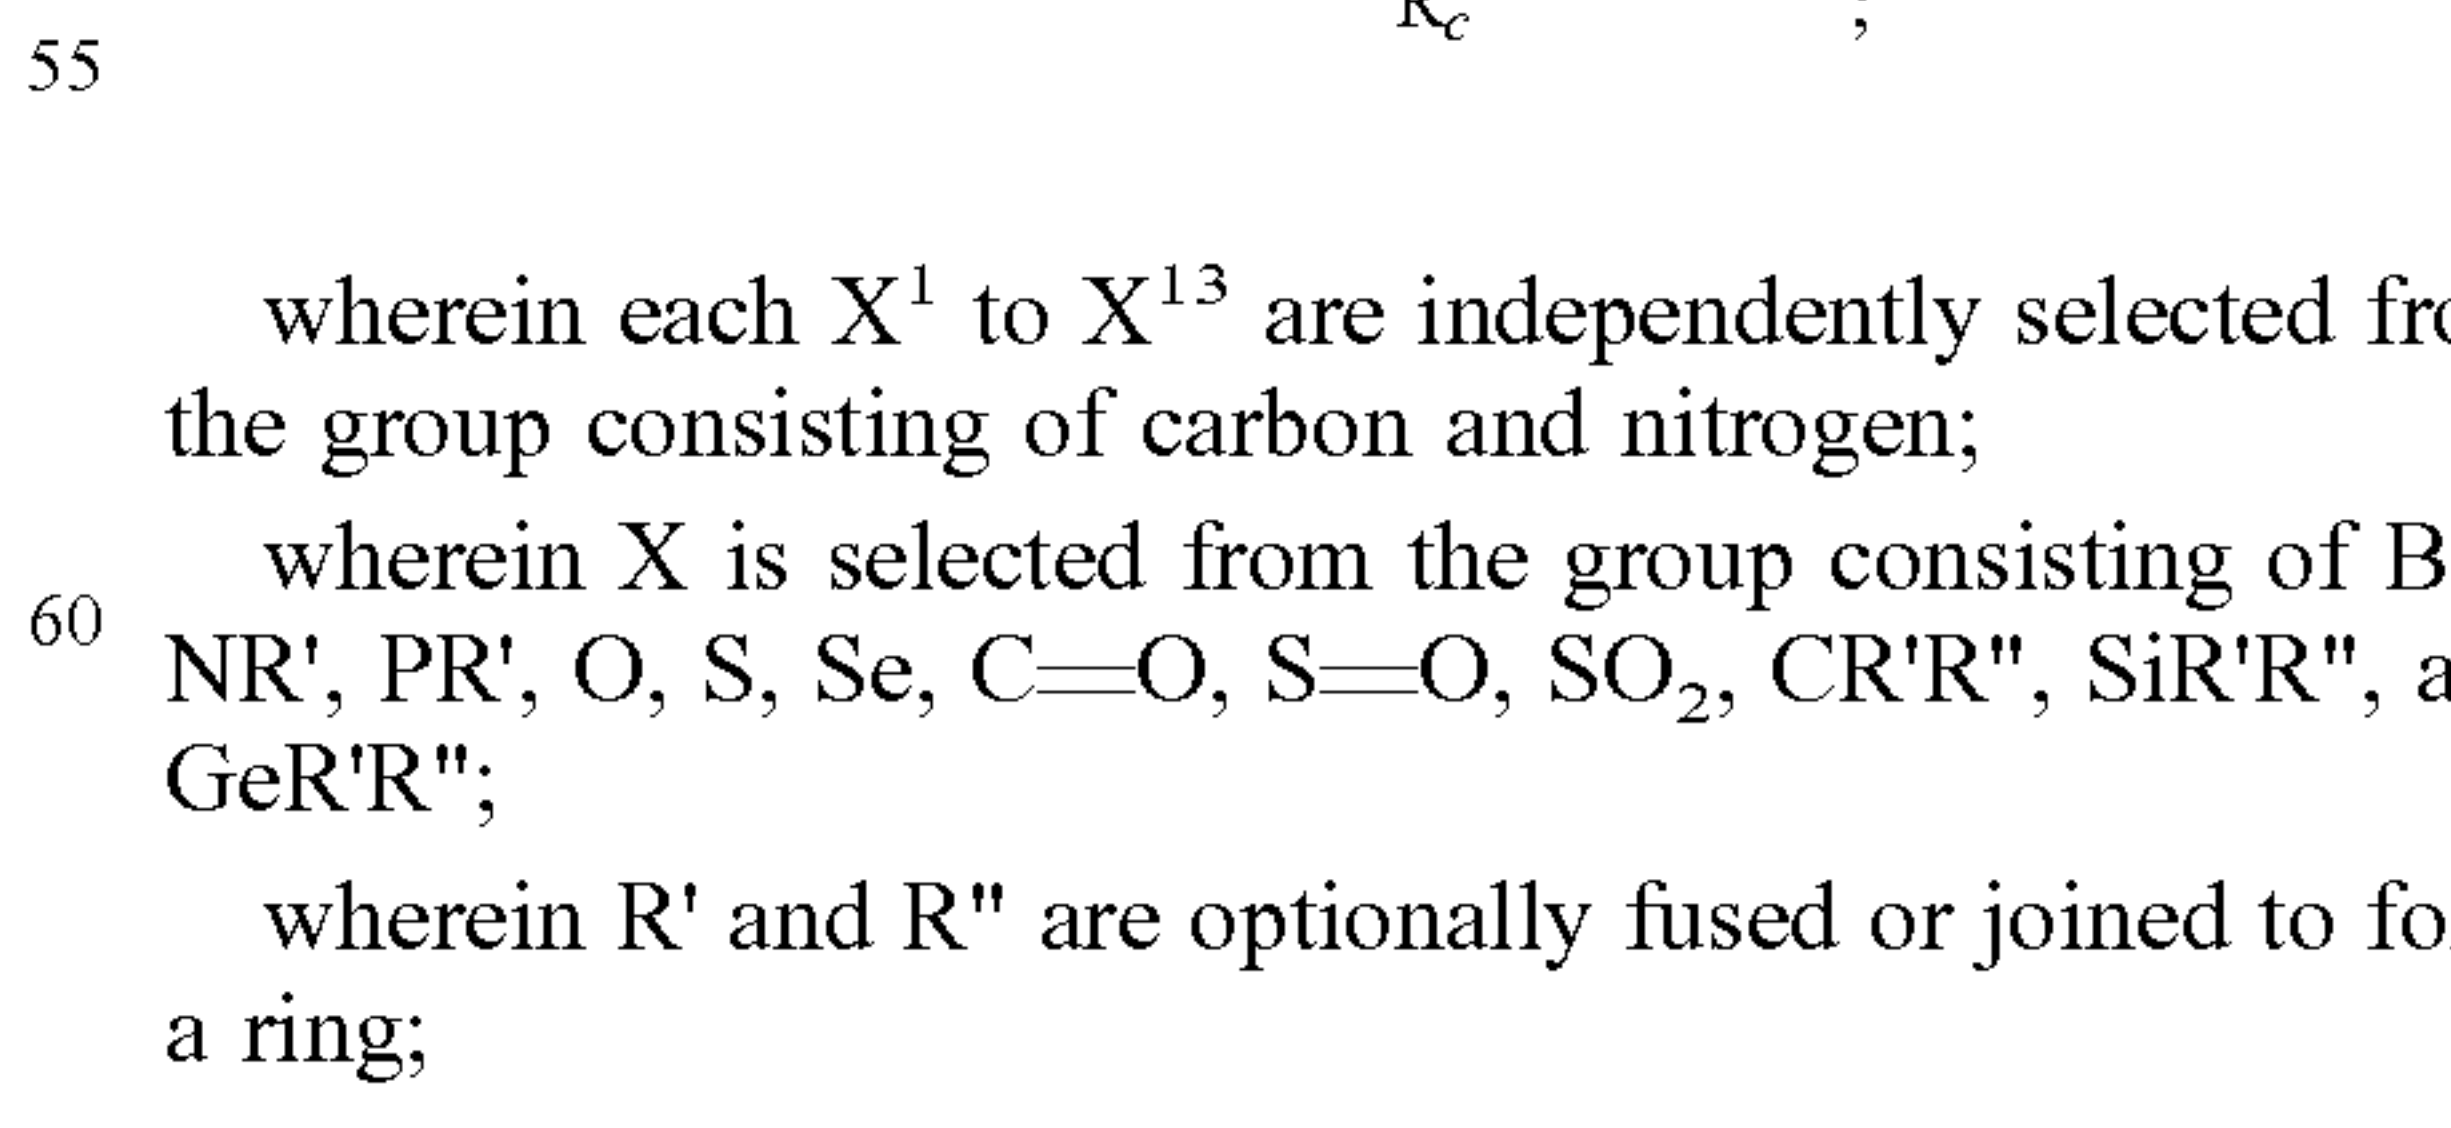 R_c ;
55
wherein each X¹ to X¹³ are independently selected
the group consisting of carbon and nitrogen;
wherein X is selected from the group consisting of
60
NR', PR', O, S, Se, C=O, S=O, SO₂, CR'R", SiR'R",
GeR'R";
wherein R' and R" are optionally fused or joined to
a ring;